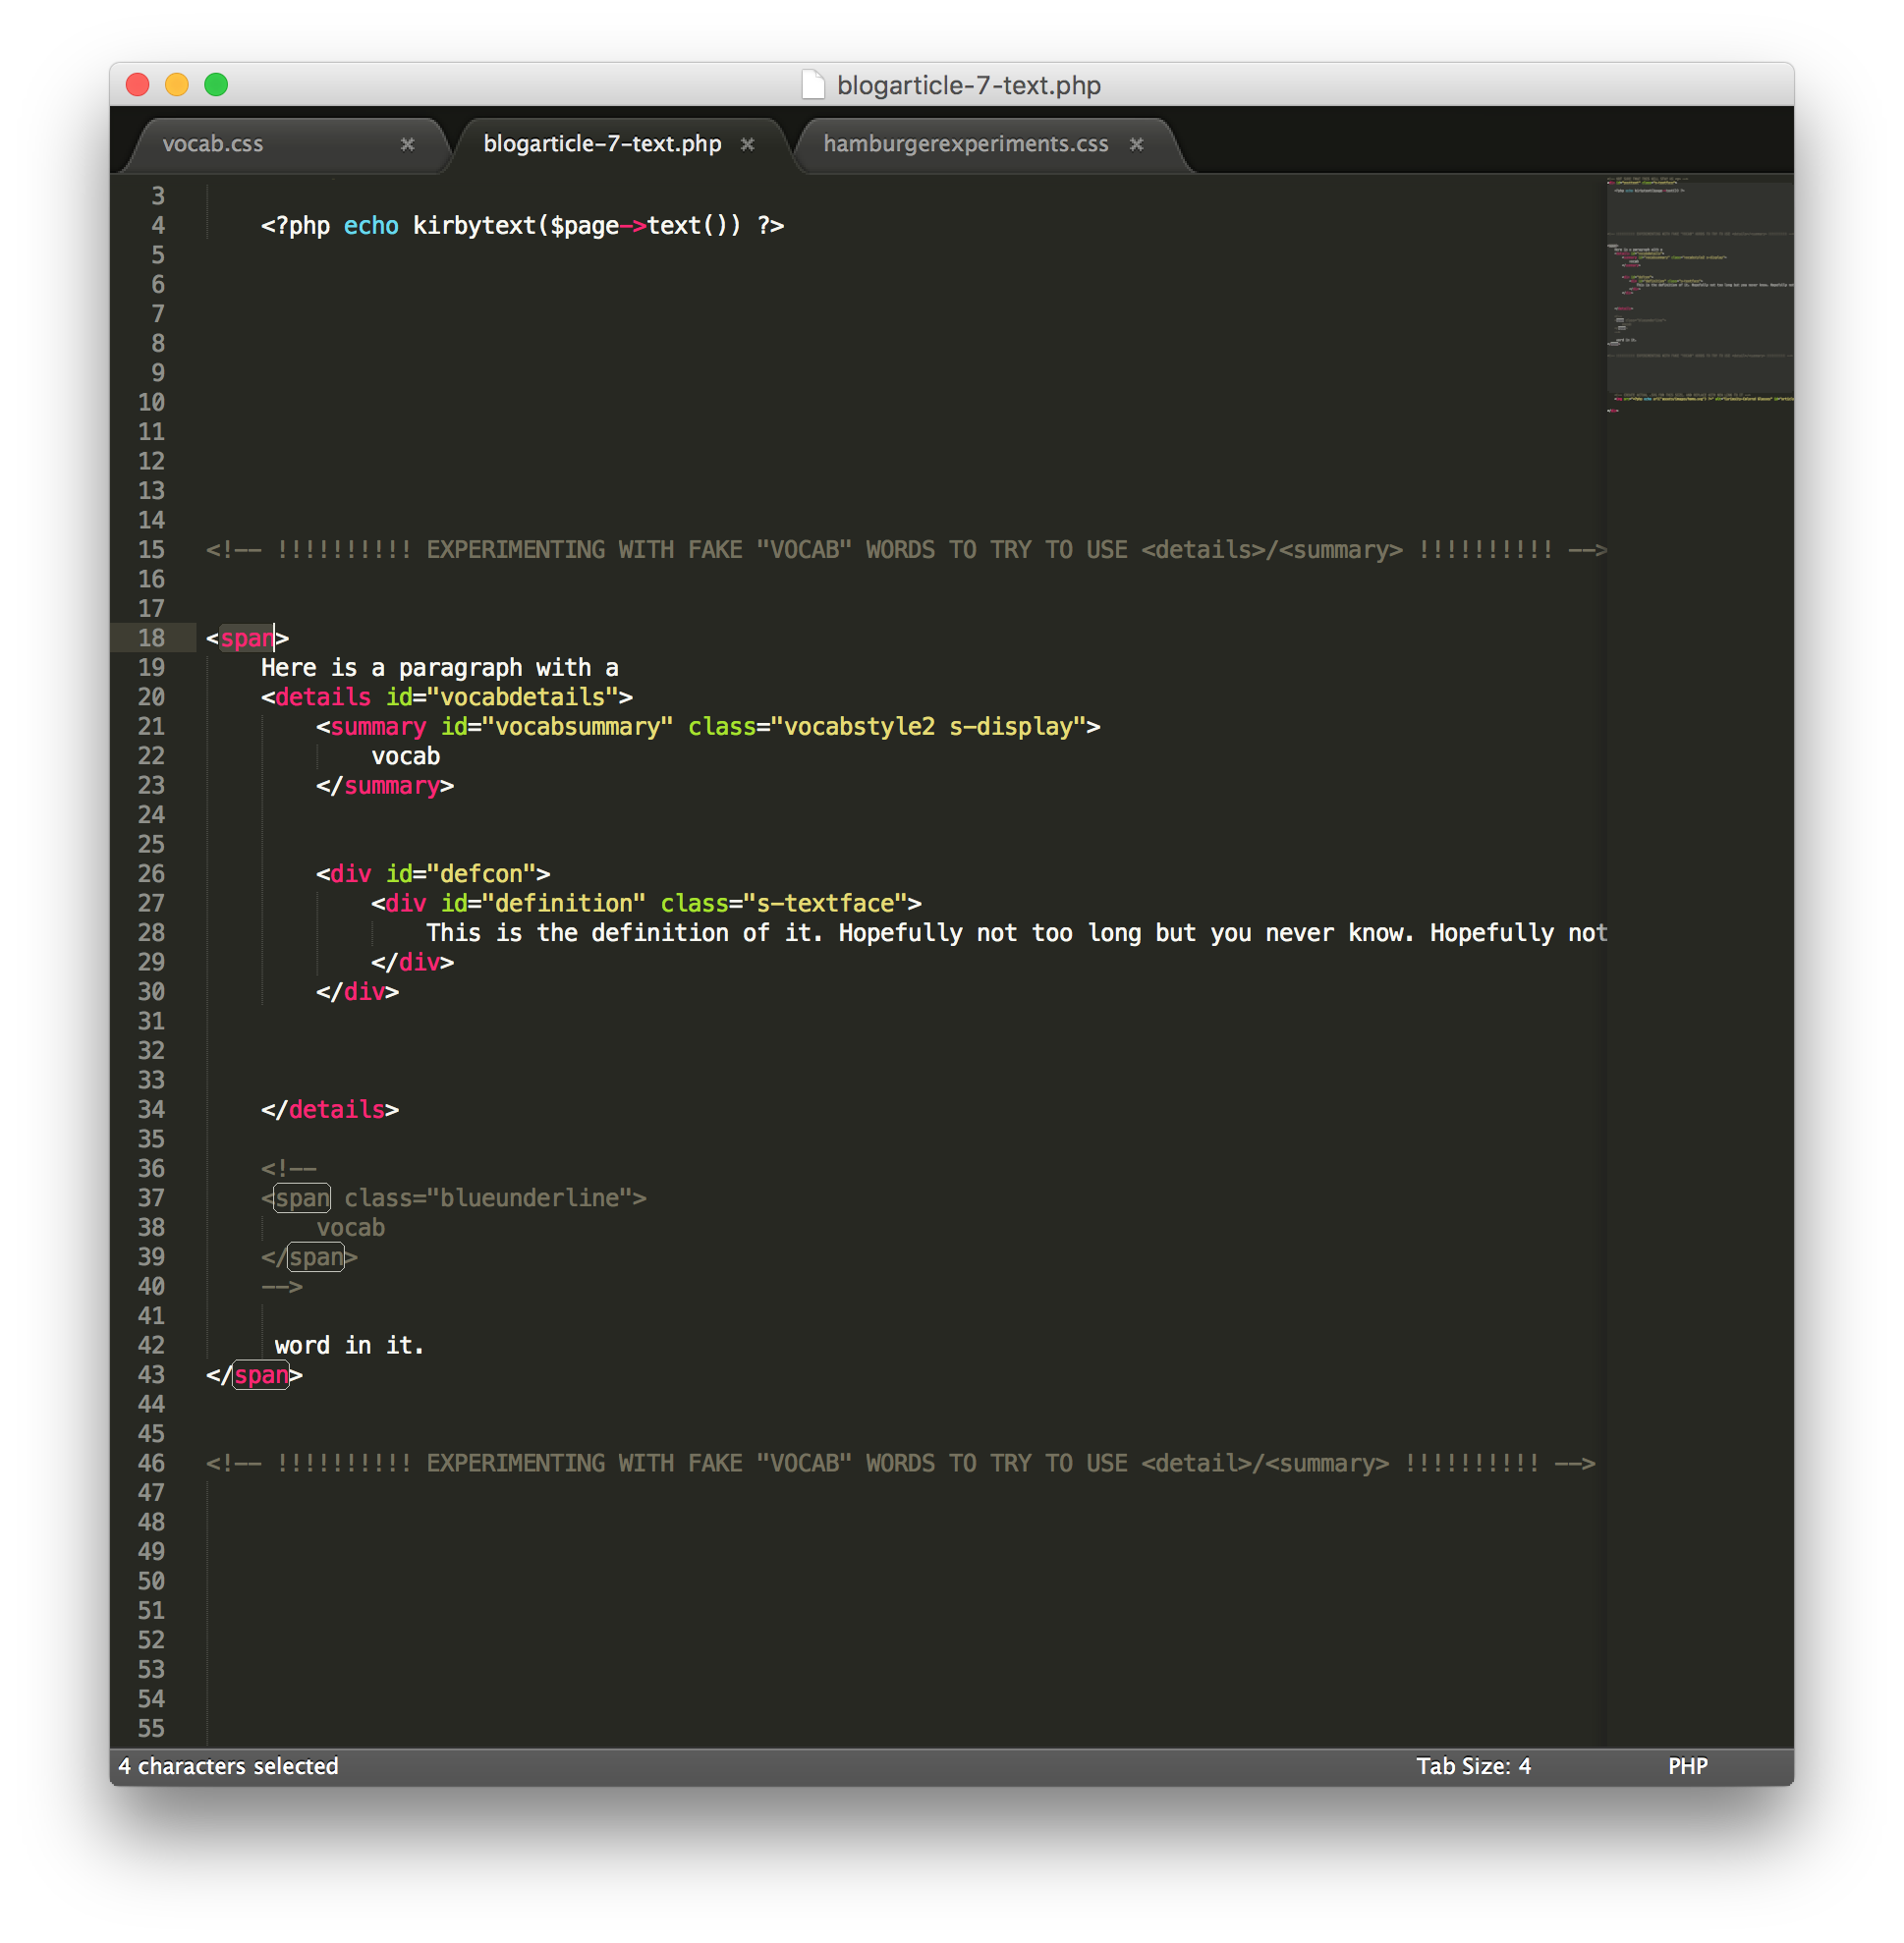 blogarticle-7-text.php
vocab.css × blogarticle-7-text.php × hamburgerexperiments.css ×
3
4 <?php echo kirbytext($page->text()) ?>
5
6
7
8
9
10
11
12
13
14
15 <!-- !!!!!!!!!! EXPERIMENTING WITH FAKE "VOCAB" WORDS TO TRY TO USE <details>/<summary> !!!!!!!!!! -->
16
17
18 <span>
19 Here is a paragraph with a
20 <details id="vocabdetails">
21 <summary id="vocabsummary" class="vocabstyle2 s-display">
22 vocab
23 </summary>
24
25
26 <div id="defcon">
27 <div id="definition" class="s-textface">
28 This is the definition of it. Hopefully not too long but you never know. Hopefully not
29 </div>
30 </div>
31
32
33
34 </details>
35
36 <!--
37 <span class="blueunderline">
38 vocab
39 </span>
40 -->
41
42 word in it.
43 </span>
44
45
46 <!-- !!!!!!!!!! EXPERIMENTING WITH FAKE "VOCAB" WORDS TO TRY TO USE <detail>/<summary> !!!!!!!!!! -->
47
48
49
50
51
52
53
54
55
4 characters selected Tab Size: 4 PHP